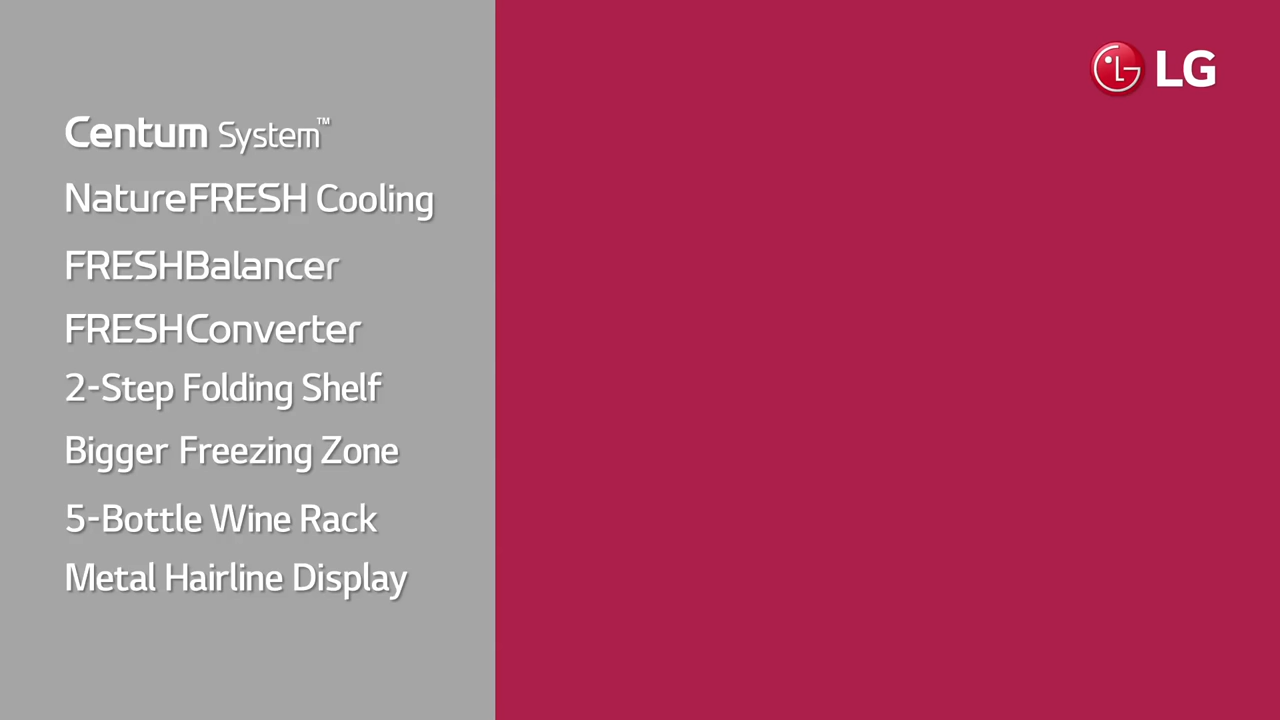 LG
Centum System™
NatureFRESH Cooling
FRESHBalancer
FRESHConverter
2-Step Folding Shelf
Bigger Freezing Zone
5-Bottle Wine Rack
Metal Hairline Display